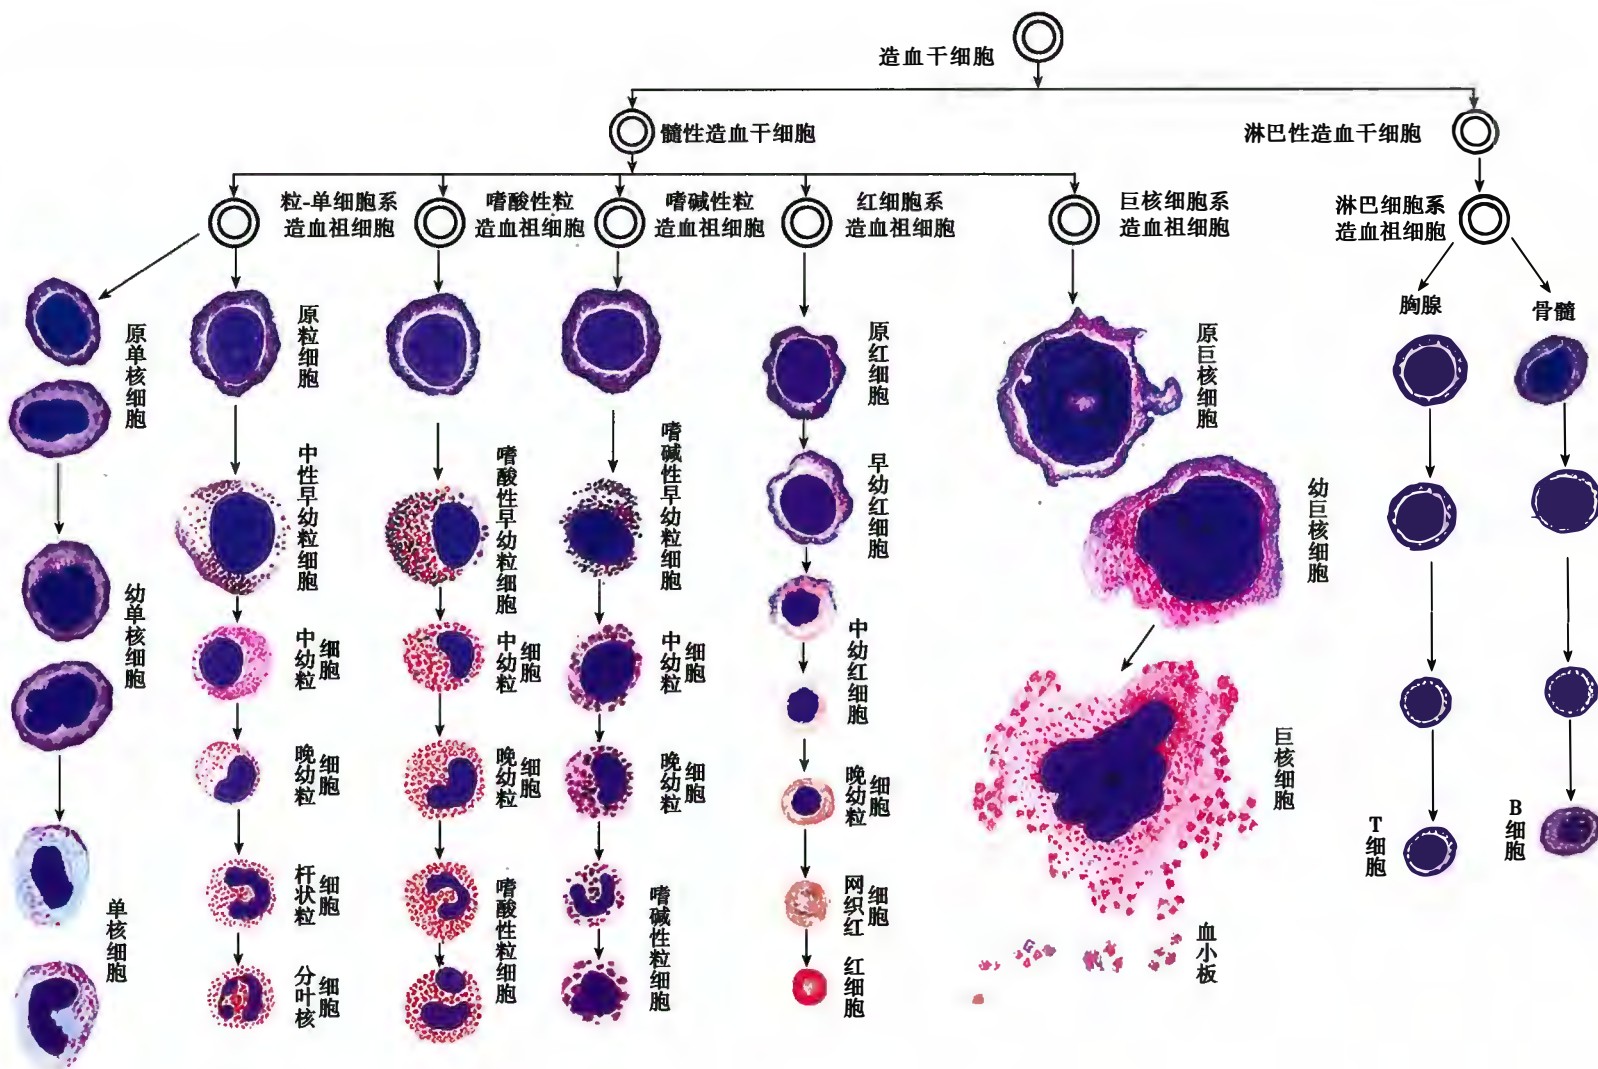 造血干细胞
髓性造血干细胞
淋巴性造血干细胞
粒-单细胞系
造血祖细胞
嗜酸性粒
造血祖细胞
嗜碱性粒
造血祖细胞
红细胞系
造血祖细胞
巨核细胞系
造血祖细胞
淋巴细胞系
造血祖细胞
胸腺
骨髓
原单核细胞
幼单核细胞
单核细胞
原粒细胞
中性早幼粒细胞
中幼粒
细胞
晚幼粒
细胞
杆状粒
细胞
分叶核
细胞
嗜酸性早幼粒细胞
中幼粒
细胞
晚幼粒
细胞
嗜酸性粒细胞
嗜碱性早幼粒细胞
中幼粒
细胞
晚幼粒
细胞
嗜碱性粒细胞
原红细胞
早幼红细胞
中幼红细胞
晚幼粒
细胞
网织红
细胞
红细胞
原巨核细胞
幼巨核细胞
巨核细胞
血小板
T细胞
B细胞